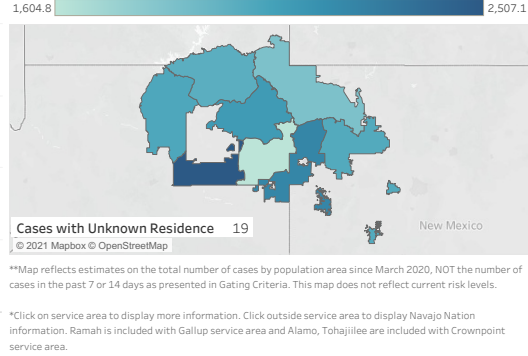 1,604.8 2,507.1
New Mexico
Cases with Unknown Residence 19
© 2021 Mapbox © OpenStreetMap
**Map reflects estimates on the total number of cases by population area since March 2020, NOT the number of
cases in the past 7 or 14 days as presented in Gating Criteria. This map does not reflect current risk levels.
*Click on service area to display more information. Click outside service area to display Navajo Nation
information. Ramah is included with Gallup service area and Alamo, Tohajiilee are included with Crownpoint
service area.